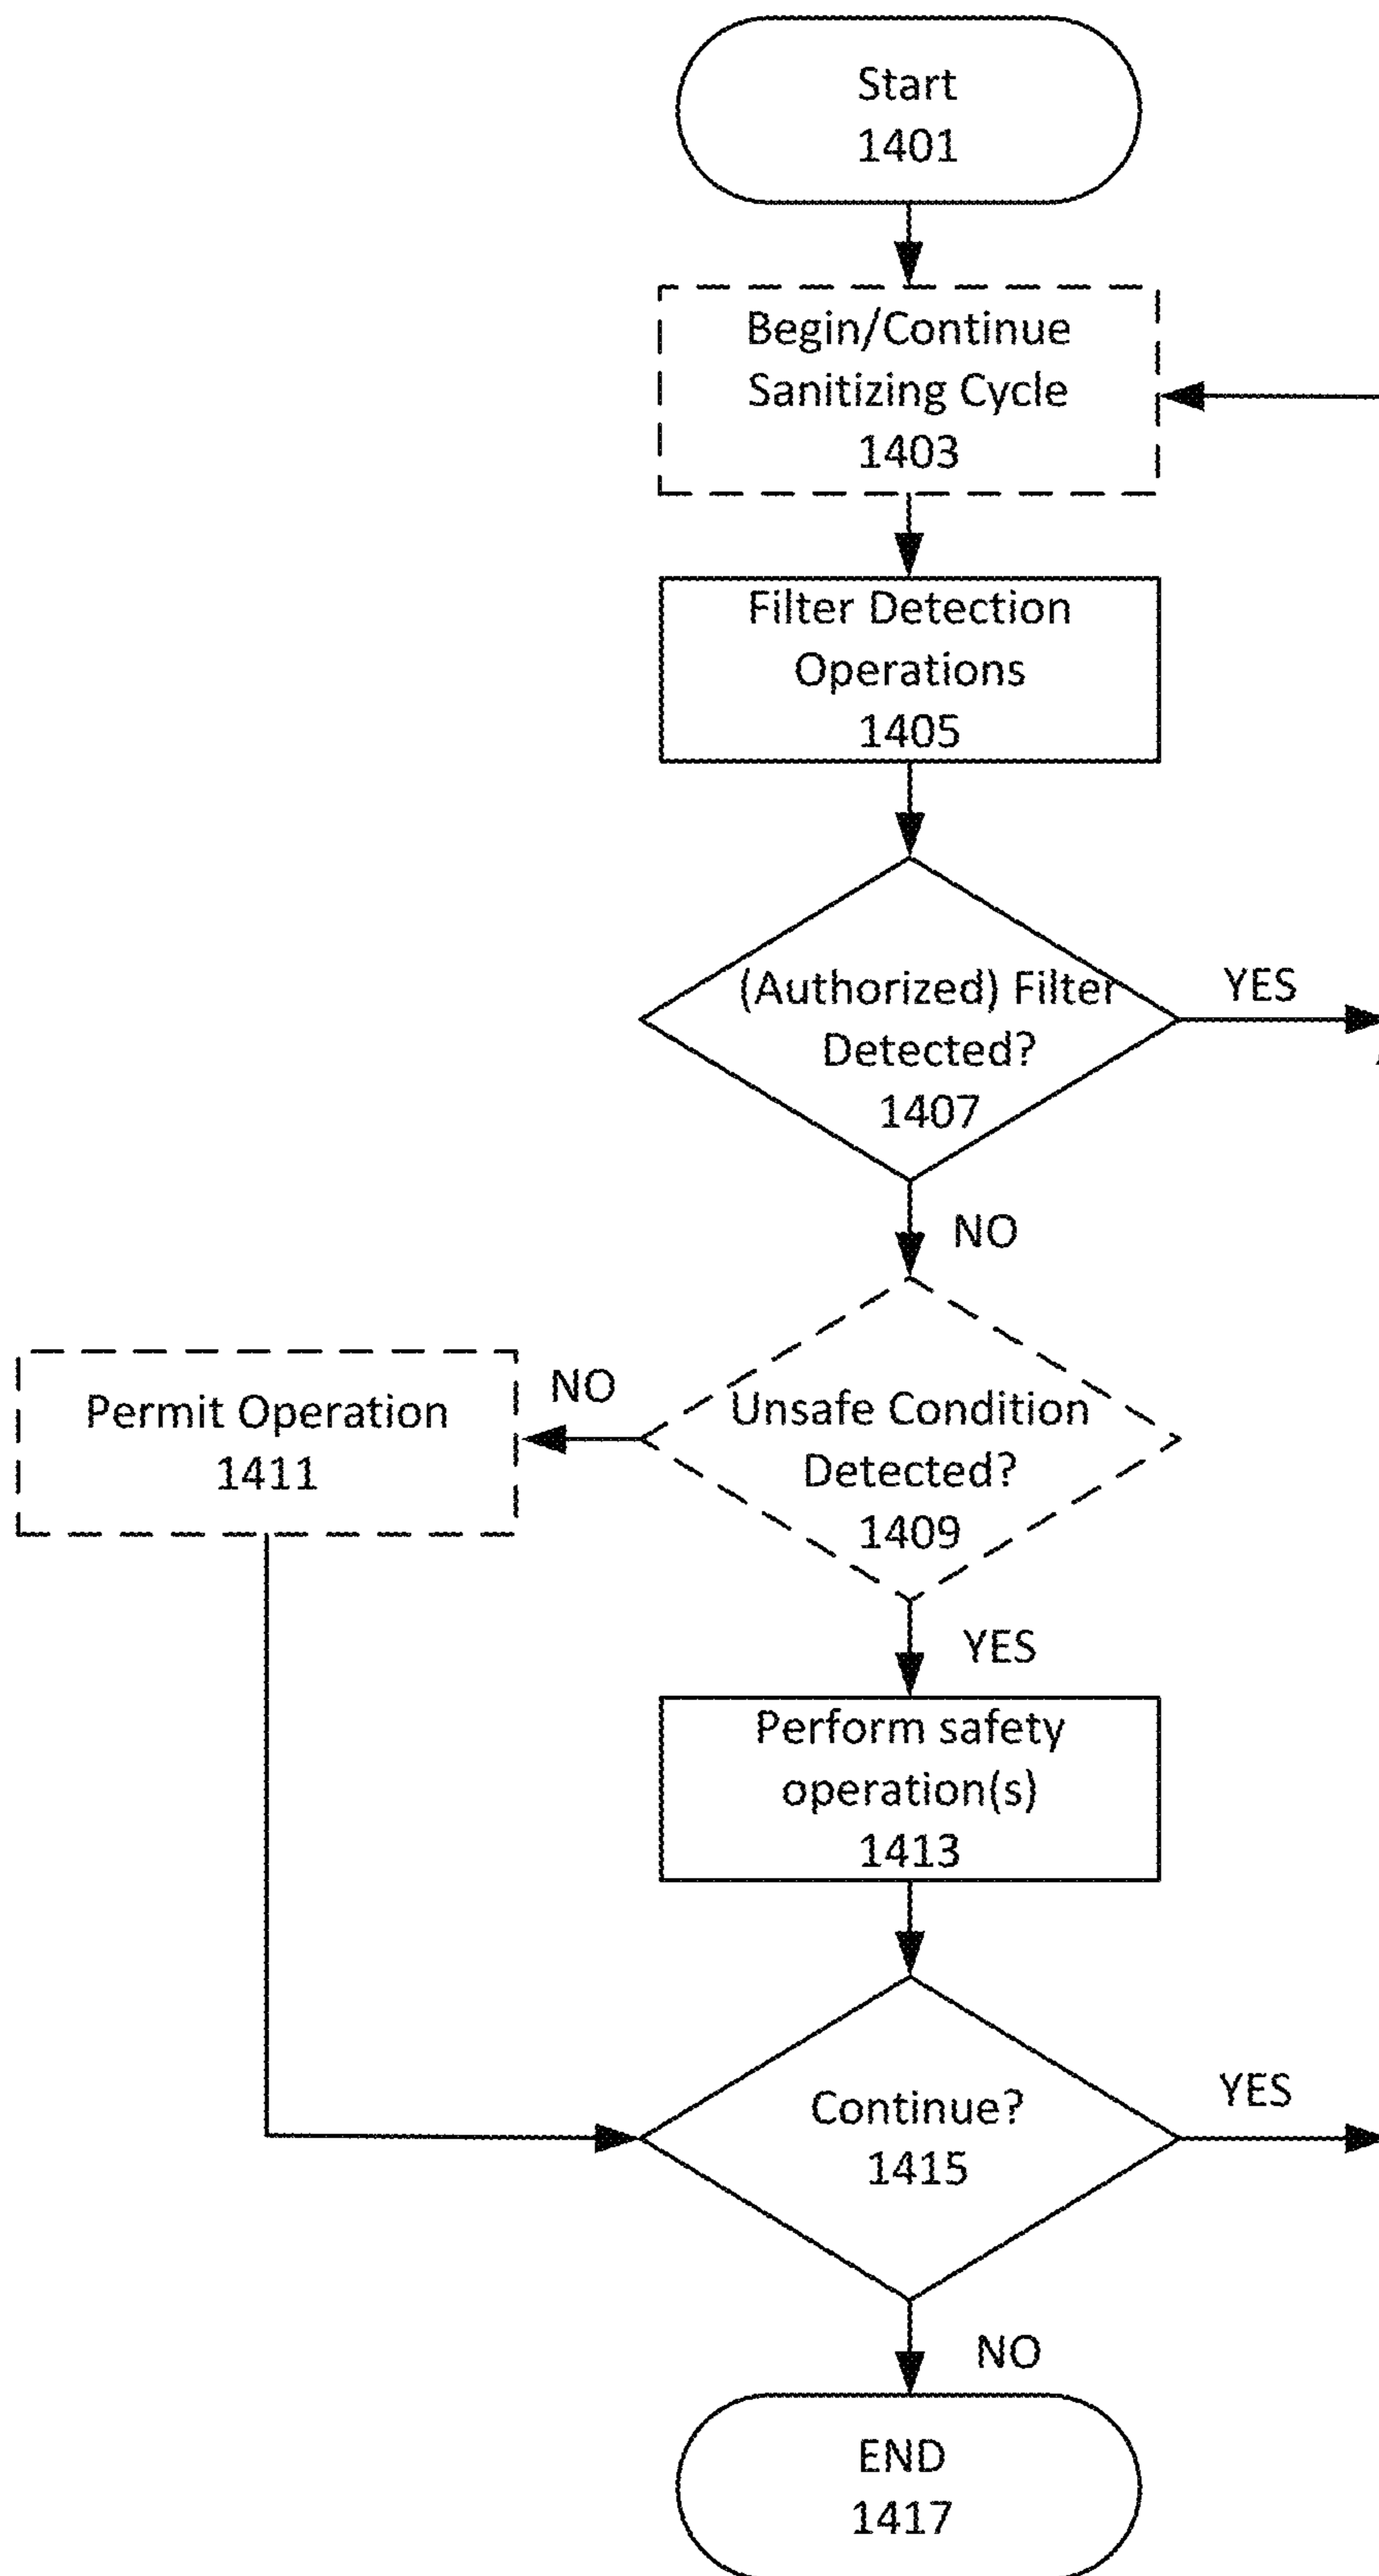 Start
1401
Begin/Continue
Sanitizing Cycle
1403
Filter Detection
Operations
1405
(Authorized) Filter
Detected?
1407
YES
NO
Unsafe Condition
Detected?
1409
NO
Permit Operation
1411
YES
Perform safety
operation(s)
1413
Continue?
1415
YES
NO
END
1417